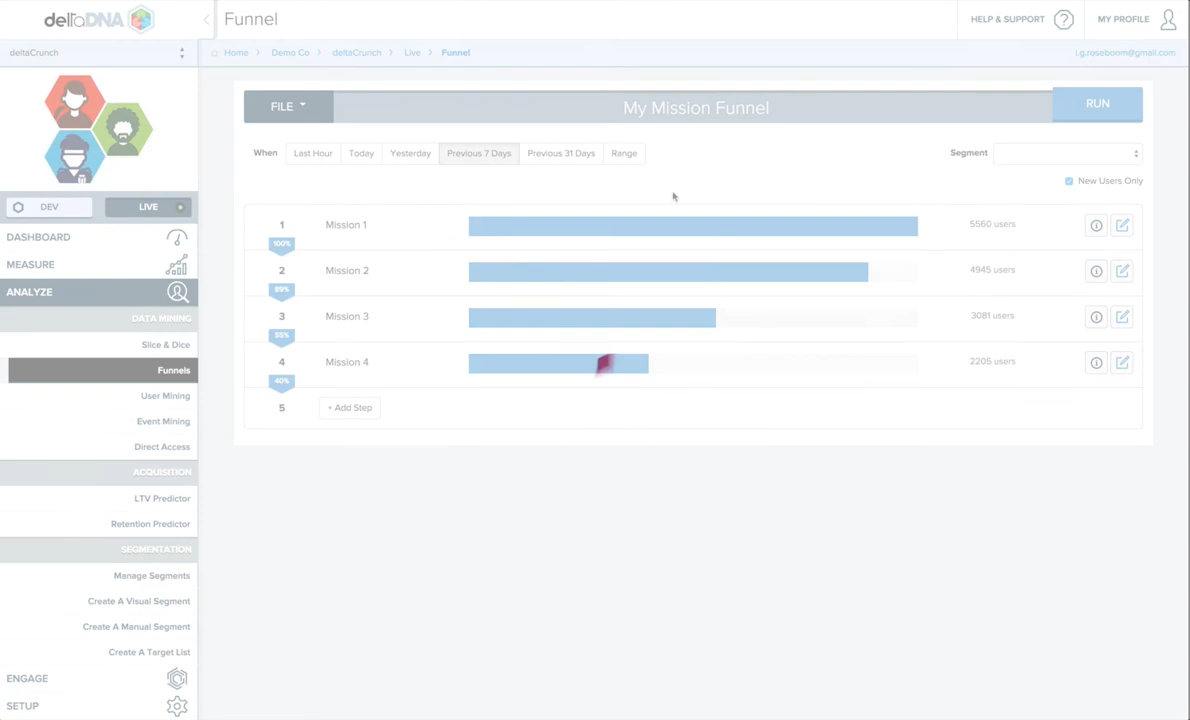 deltaDNA
Funnel
HELP & SUPPORT
MY PROFILE
deltaCrunch
Home
Demo Co
deltaCrunch
Live
Funnel
i.g.roseboom@gmail.com
FILE
My Mission Funnel
RUN
When
Last Hour
Today
Yesterday
Previous 7 Days
Previous 31 Days
Range
Segment
New Users Only
DEV
LIVE
DASHBOARD
MEASURE
ANALYZE
DATA MINING
Slice & Dice
Funnels
User Mining
Event Mining
Direct Access
ACQUISITION
LTV Predictor
Retention Predictor
SEGMENTATION
Manage Segments
Create A Visual Segment
Create A Manual Segment
Create A Target List
ENGAGE
SETUP
1 Mission 1 5560 users
100%
2 Mission 2 4945 users
89%
3 Mission 3 3081 users
55%
4 Mission 4 2205 users
40%
5 + Add Step